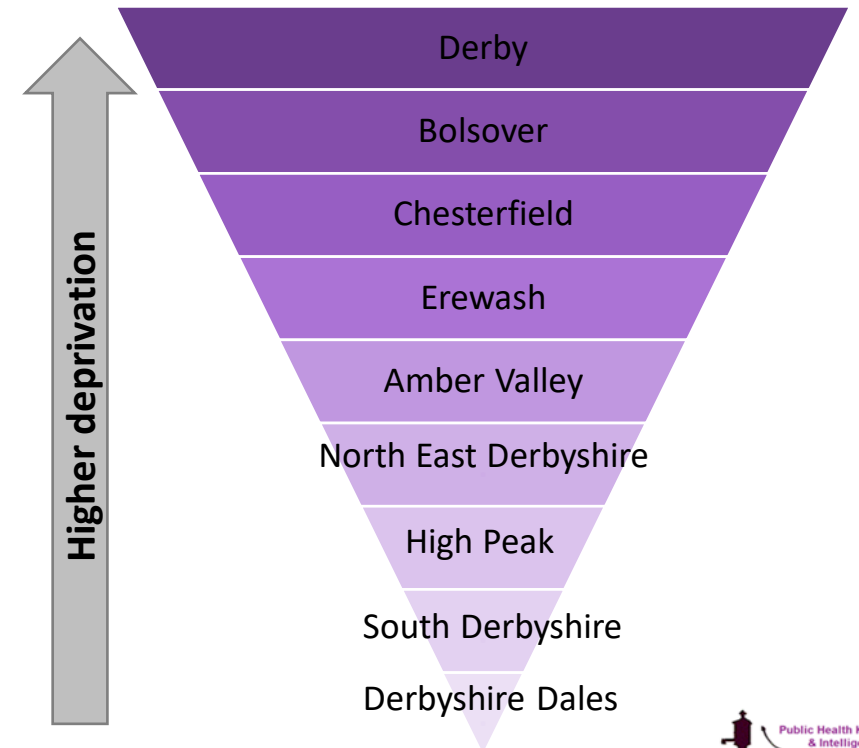 Higher deprivation
Derby
Bolsover
Chesterfield
Erewash
Amber Valley
North East Derbyshire
High Peak
South Derbyshire
Derbyshire Dales
Public Health
&